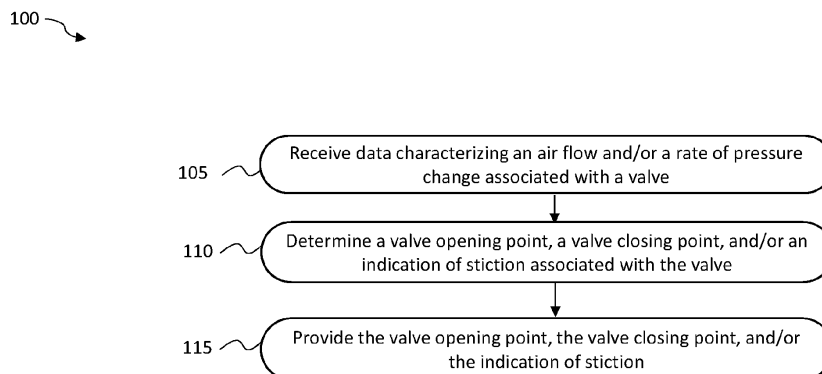 100
Receive data characterizing an air flow and/or a rate of pressure
change associated with a valve
105
Determine a valve opening point, a valve closing point, and/or an
indication of stiction associated with the valve
110
Provide the valve opening point, the valve closing point, and/or
the indication of stiction
115